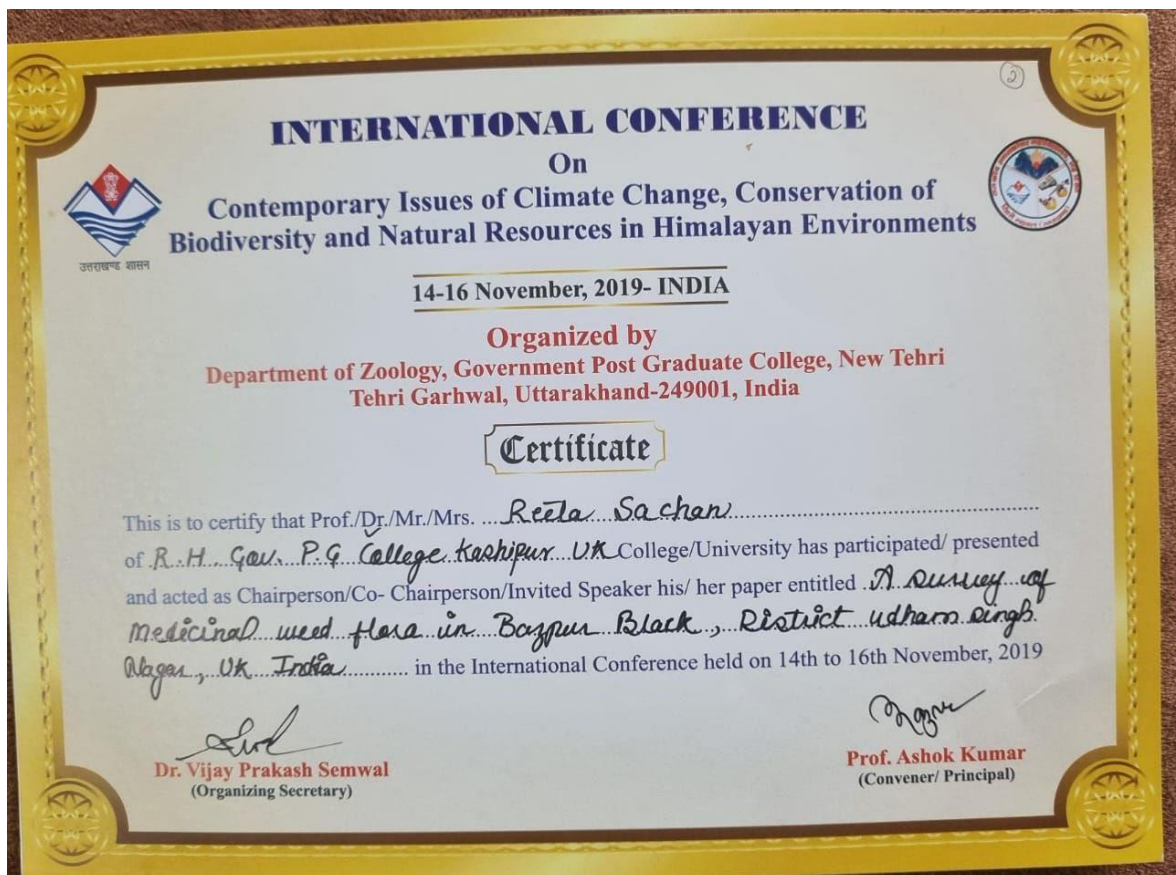 2
INTERNATIONAL CONFERENCE
On
Contemporary Issues of Climate Change, Conservation of
Biodiversity and Natural Resources in Himalayan Environments
उत्तराखण्ड शासन
14-16 November, 2019- INDIA
Organized by
Department of Zoology, Government Post Graduate College, New Tehri
Tehri Garhwal, Uttarakhand-249001, India
Certificate
This is to certify that Prof./Dr./Mr./Mrs. .... Reeta Sachan
of R.H. Gov. P.G College Kashipur UK College/University has participated/ presented
and acted as Chairperson/Co- Chairperson/Invited Speaker his/ her paper entitled A survey of
Medicinal weed flora in Bazpur Block, District Udham Singh
Nagar, UK India in the International Conference held on 14th to 16th November, 2019
Dr. Vijay Prakash Semwal
(Organizing Secretary)
Prof. Ashok Kumar
(Convener/ Principal)